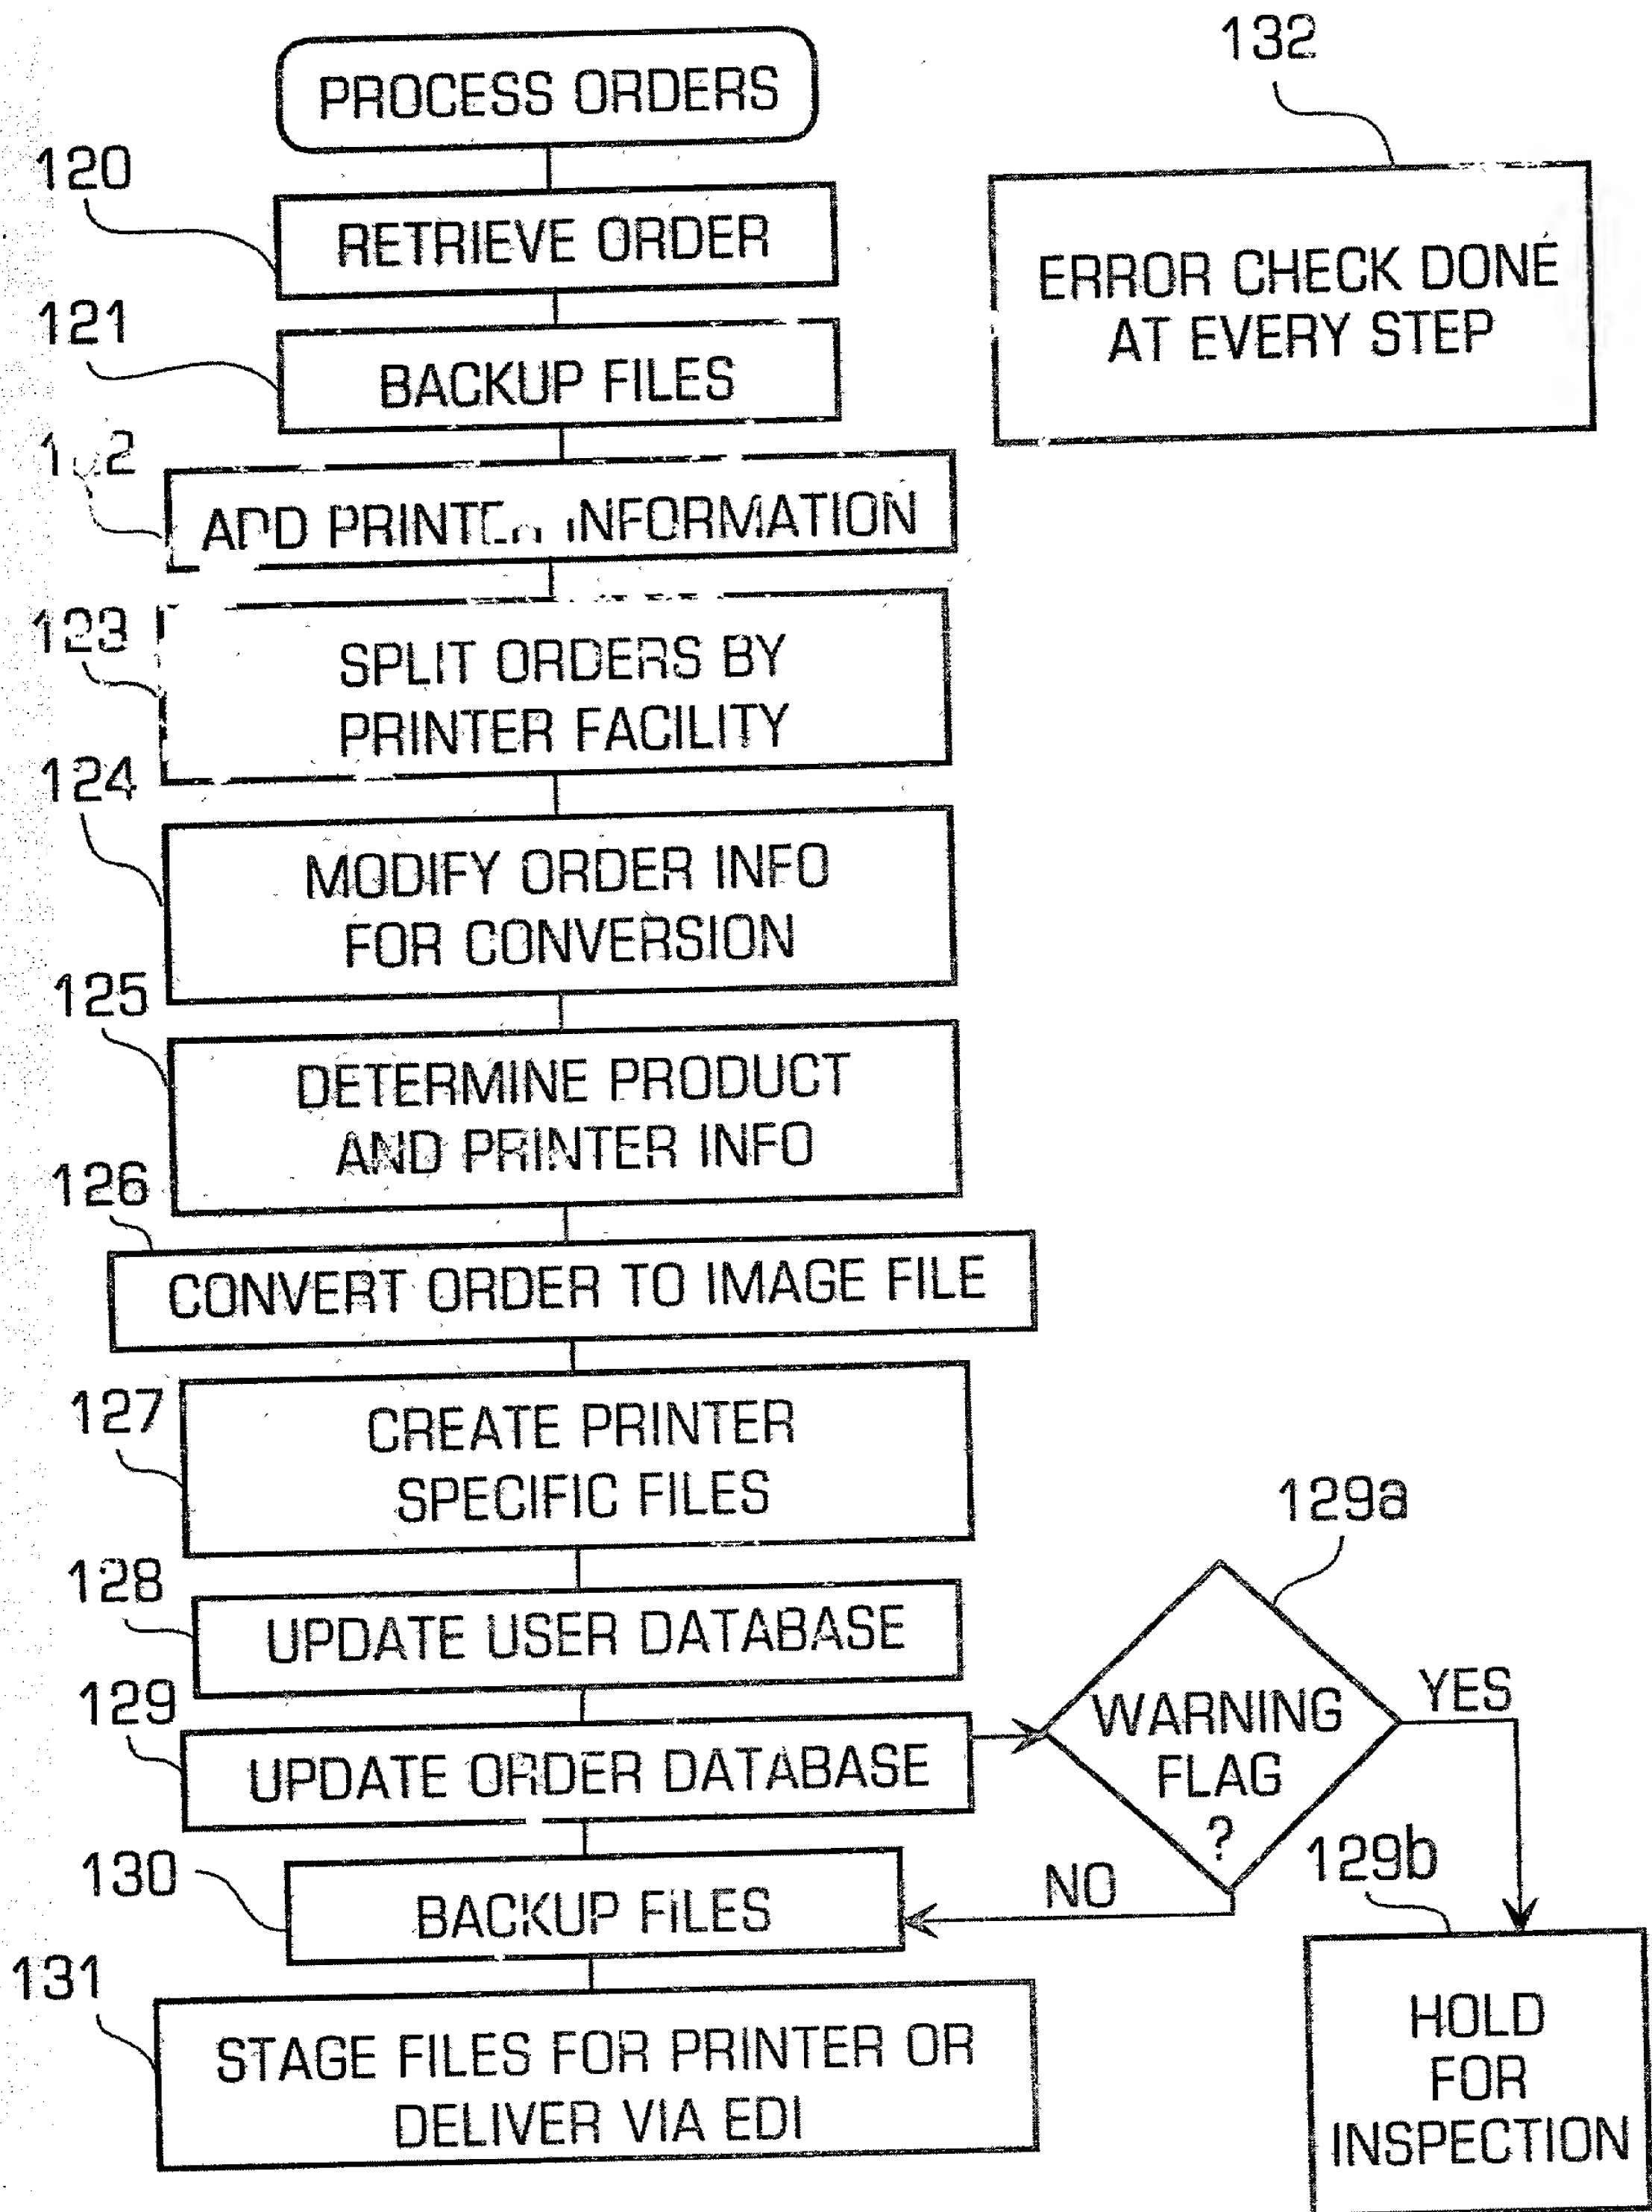 PROCESS ORDERS
132
120
RETRIEVE ORDER
ERROR CHECK DONE
AT EVERY STEP
121
BACKUP FILES
ADD PRINTER INFORMATION
123
SPLIT ORDERS BY
PRINTER FACILITY
124
MODIFY ORDER INFO
FOR CONVERSION
125
DETERMINE PRODUCT
AND PRINTER INFO
126
CONVERT ORDER TO IMAGE FILE
127
CREATE PRINTER
SPECIFIC FILES
128
UPDATE USER DATABASE
129
UPDATE ORDER DATABASE
129a
WARNING
FLAG
?
YES
NO
130
BACKUP FILES
129b
HOLD
FOR
INSPECTION
131
STAGE FILES FOR PRINTER OR
DELIVER VIA EDI